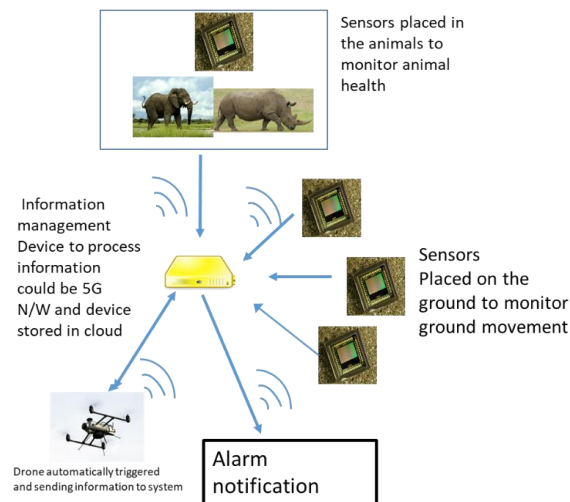 Sensors placed in
the animals to
monitor animal
health
Information
management
Device to process
information
could be 5G
N/W and device
stored in cloud
Sensors
Placed on the
ground to monitor
ground movement
Drone automatically triggered
and sending information to system
Alarm
notification